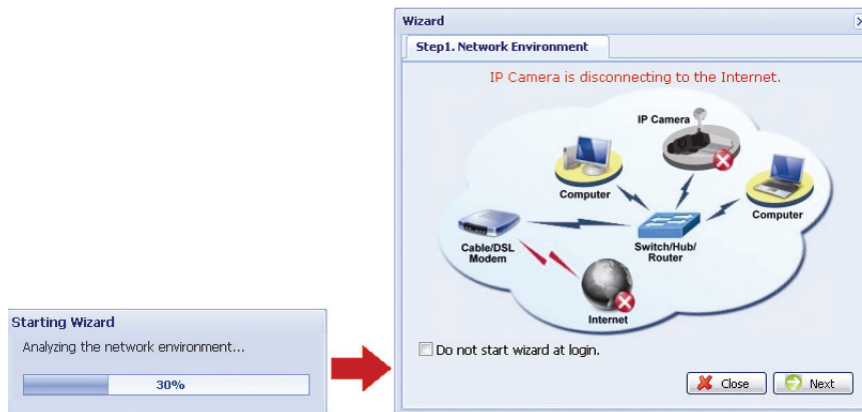 Starting Wizard
Analyzing the network environment...
30%
Wizard
Step1. Network Environment
IP Camera is disconnecting to the Internet.
IP Camera
Computer
Computer
Cable/DSL
Modem
Switch/Hub/
Router
Internet
Do not start wizard at login.
Close
Next